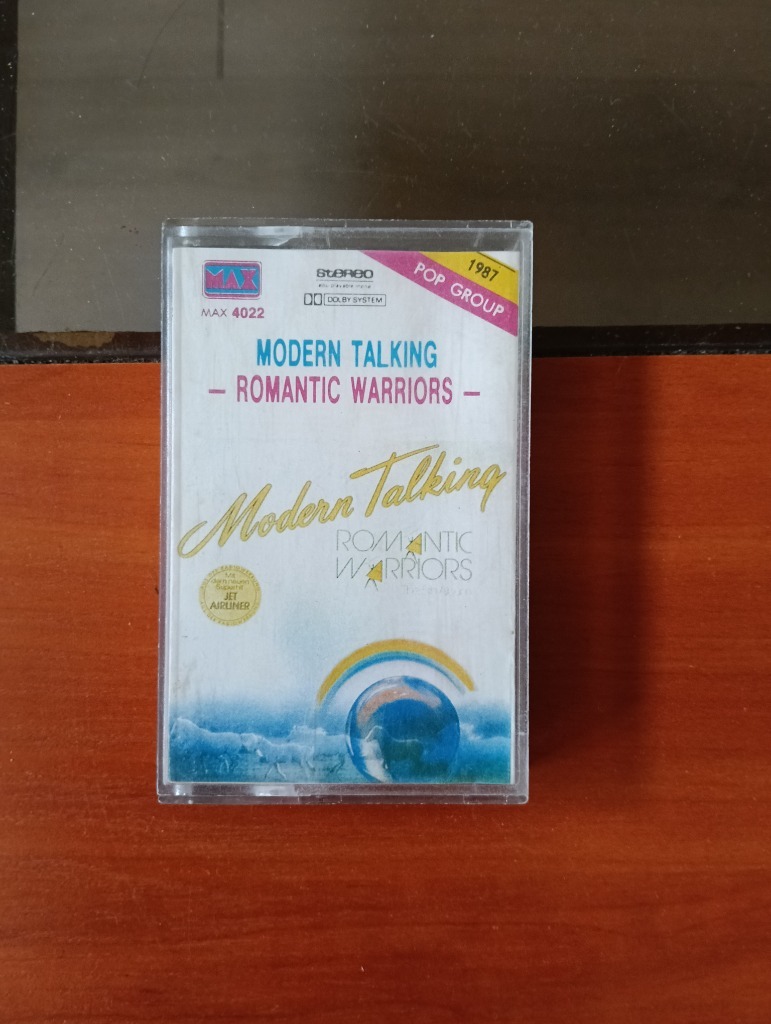 MAX
MAX 4022
STEREO
DOLBY SYSTEM
1987
POP GROUP
MODERN TALKING
– ROMANTIC WARRIORS –
Modern Talking
ROMANTIC
WARRIORS
JET
AIRLINER